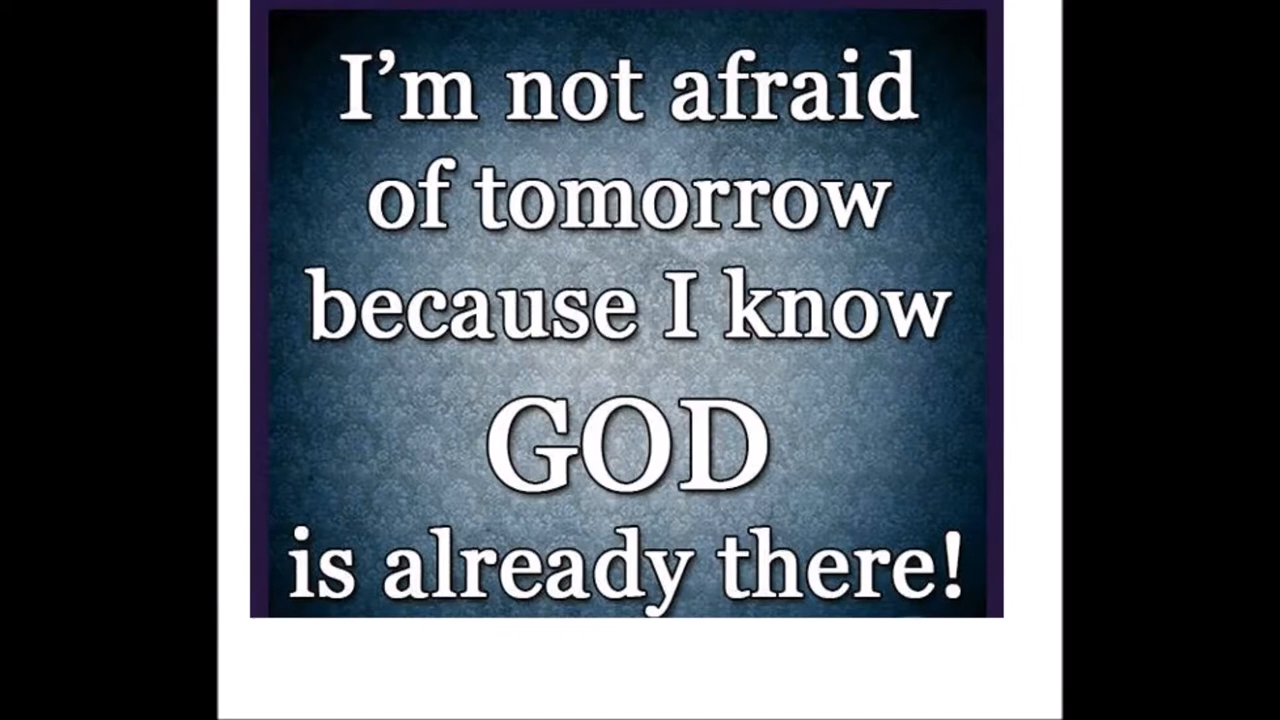 I’m not afraid
of tomorrow
because I know
GOD
is already there!